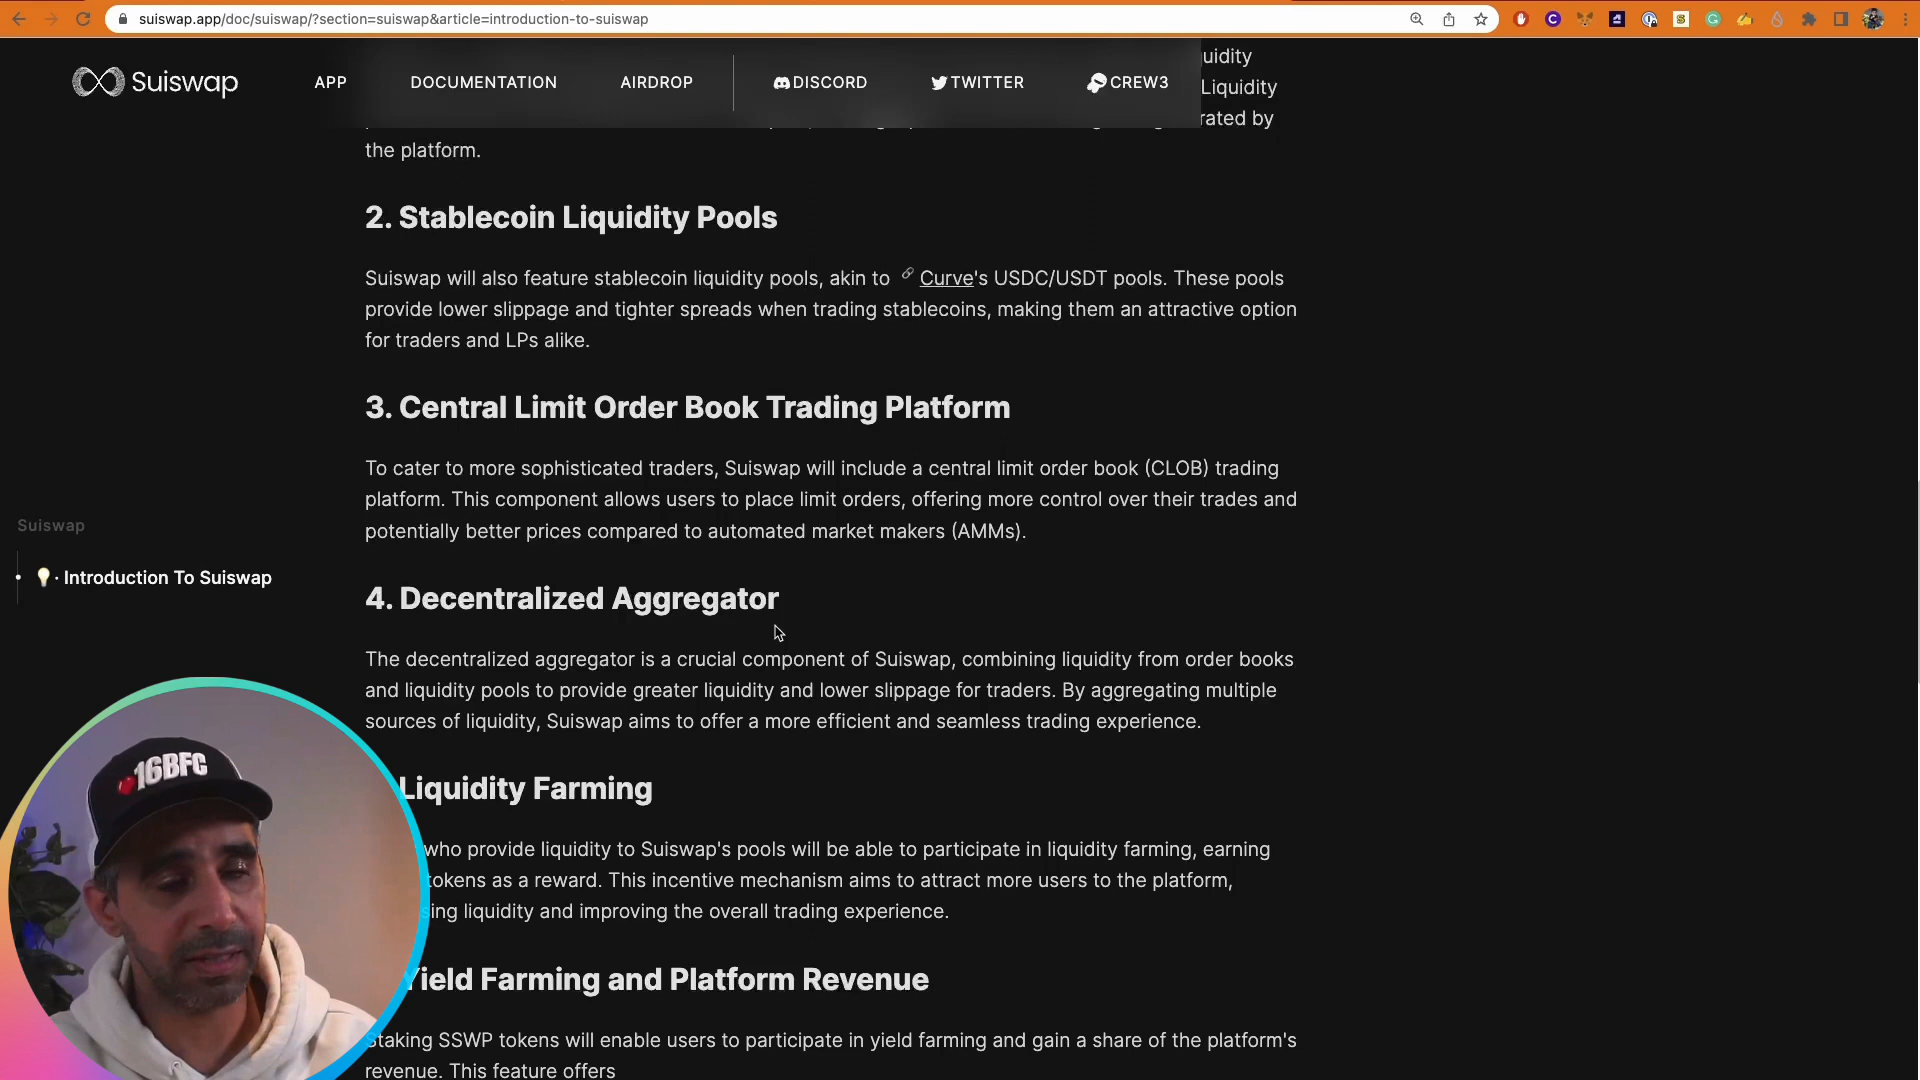 suiswap.app/doc/suiswap/?section=suiswap&article=introduction-to-suiswap
Suiswap
APP
DOCUMENTATION
AIRDROP
DISCORD
TWITTER
CREW3
Liquidity
the platform.
2. Stablecoin Liquidity Pools
Suiswap will also feature stablecoin liquidity pools, akin to Curve's USDC/USDT pools. These pools
provide lower slippage and tighter spreads when trading stablecoins, making them an attractive option
for traders and LPs alike.
3. Central Limit Order Book Trading Platform
To cater to more sophisticated traders, Suiswap will include a central limit order book (CLOB) trading
platform. This component allows users to place limit orders, offering more control over their trades and
potentially better prices compared to automated market makers (AMMs).
Suiswap
Introduction To Suiswap
4. Decentralized Aggregator
The decentralized aggregator is a crucial component of Suiswap, combining liquidity from order books
and liquidity pools to provide greater liquidity and lower slippage for traders. By aggregating multiple
sources of liquidity, Suiswap aims to offer a more efficient and seamless trading experience.
Liquidity Farming
who provide liquidity to Suiswap's pools will be able to participate in liquidity farming, earning
tokens as a reward. This incentive mechanism aims to attract more users to the platform,
liquidity and improving the overall trading experience.
Yield Farming and Platform Revenue
Staking SSWP tokens will enable users to participate in yield farming and gain a share of the platform's
revenue. This feature offers
16BFC